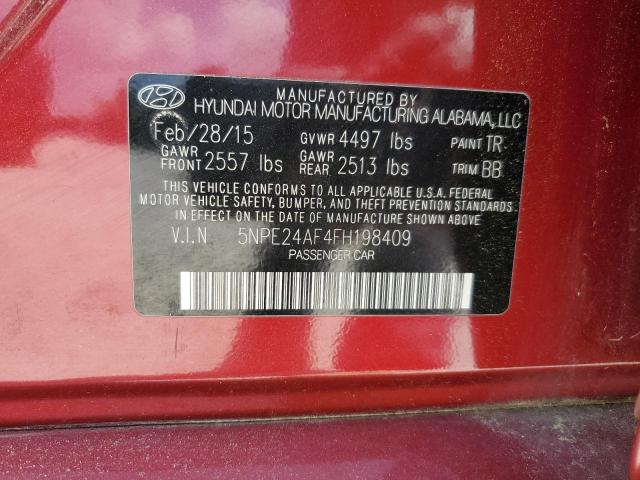 MANUFACTURED BY
HYUNDAI MOTOR MANUFACTURING ALABAMA, LLC
Feb/28/15 GVWR 4497 lbs PAINT TR
GAWR FRONT 2557 lbs GAWR REAR 2513 lbs TRIM BB
THIS VEHICLE CONFORMS TO ALL APPLICABLE U.S.A. FEDERAL
MOTOR VEHICLE SAFETY, BUMPER, AND THEFT PREVENTION STANDARDS
IN EFFECT ON THE DATE OF MANUFACTURE SHOWN ABOVE.
V.I.N 5NPE24AF4FH198409
PASSENGER CAR